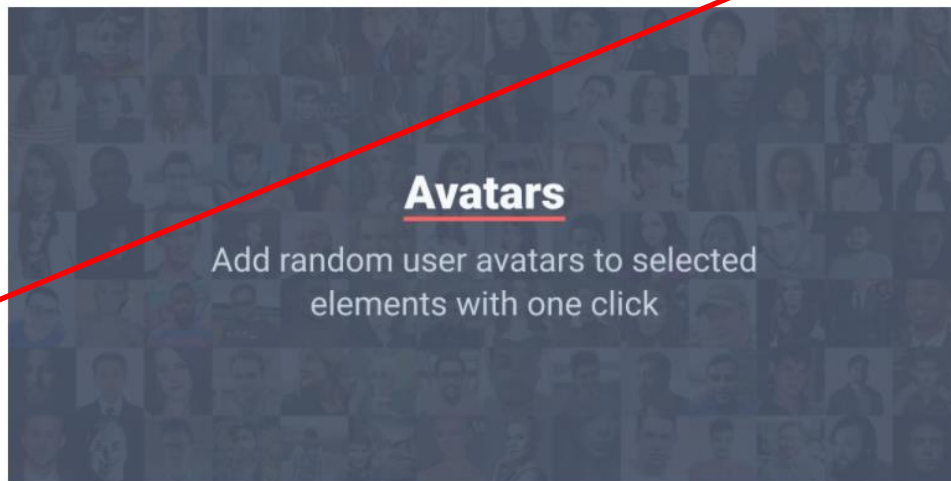 Avatars
Add random user avatars to selected
elements with one click